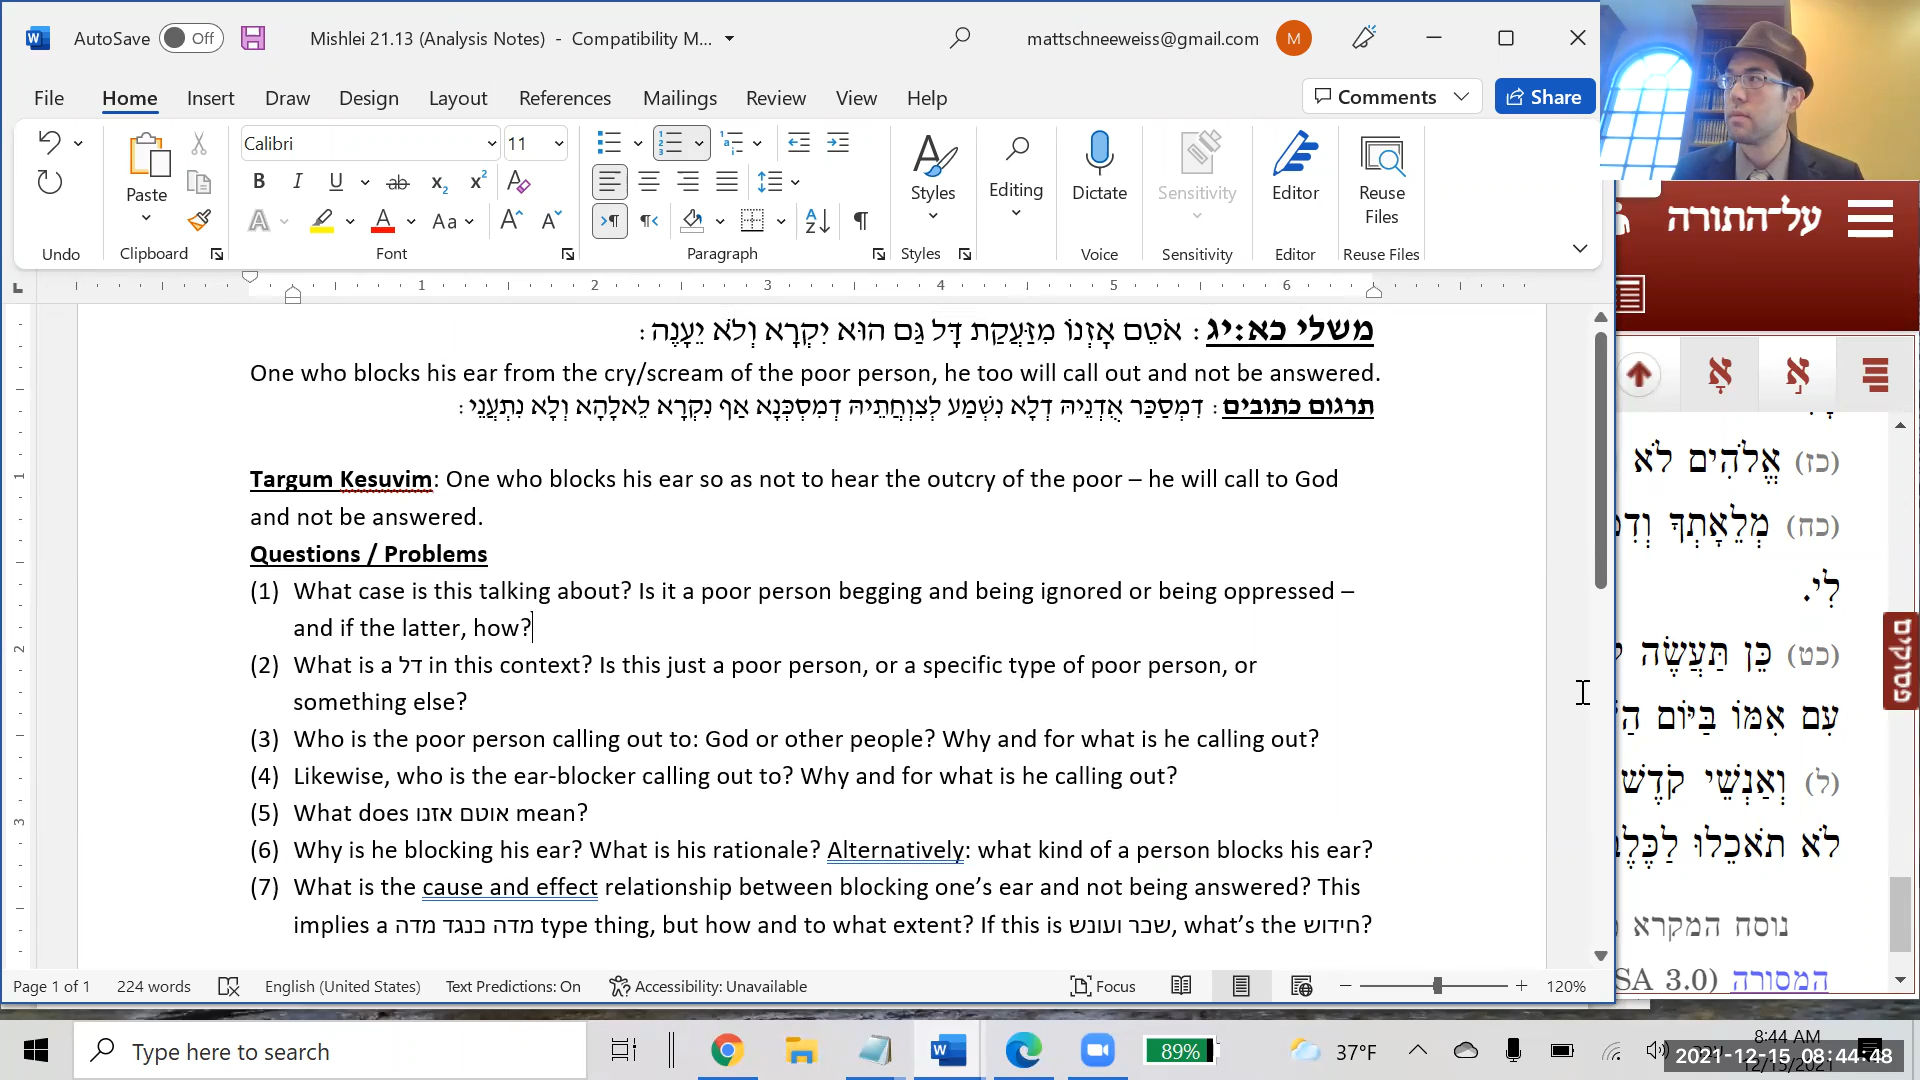 AutoSave Off Mishlei 21.13 (Analysis Notes) - Compatibility M... mattschneeweiss@gmail.com M
File Home Insert Draw Design Layout References Mailings Review View Help Comments Share
Calibri 11
Paste Styles Editing Dictate Sensitivity Editor Reuse Files
Undo Clipboard Font Paragraph Styles Voice Sensitivity Editor Reuse Files
1 2 3 4 5 6
משלי כא:יג: אֹטֵם אׇזְנוֹ מִזַּעֲקַת דָּל גַּם הוּא יִקְרָא וְלֹא יֵעָנֶה:
One who blocks his ear from the cry/scream of the poor person, he too will call out and not be answered.
תרגום כתובים: דִמְסַכַּר אֻדְנֵיהּ דְלָא נִשְׁמַע לְצִוְחֲתֵיהּ דְמִסְכְּנָא אַף נִקְרָא לֵאלָהָא וְלָא נִתְעֲנֵי:
Targum Kesuvim: One who blocks his ear so as not to hear the outcry of the poor – he will call to God
and not be answered.
Questions / Problems
(1) What case is this talking about? Is it a poor person begging and being ignored or being oppressed –
and if the latter, how?
(2) What is a דל in this context? Is this just a poor person, or a specific type of poor person, or
something else?
(3) Who is the poor person calling out to: God or other people? Why and for what is he calling out?
(4) Likewise, who is the ear-blocker calling out to? Why and for what is he calling out?
(5) What does אוטם אזנו mean?
(6) Why is he blocking his ear? What is his rationale? Alternatively: what kind of a person blocks his ear?
(7) What is the cause and effect relationship between blocking one's ear and not being answered? This
implies a מדה כנגד מדה type thing, but how and to what extent? If this is שכר ועונש, what's the חידוש?
Page 1 of 1 224 words English (United States) Text Predictions: On Accessibility: Unavailable Focus 120%
על־התורה
(כז) אֱלֹהִים לֹא
(כח) מְלֵאָתְךָ
לִי.
(כט) כֵּן תַּעֲשֶׂה
עִם אִמּוֹ בַּיּוֹם
(ל) וְאַנְשֵׁי קֹדֶשׁ
לֹא תֹאכֵלוּ
נוסח המקרא
המסורה (SA 3.0
פסוקים
Type here to search 89% 37°F 8:44 AM
2021-12-15 08:44:48